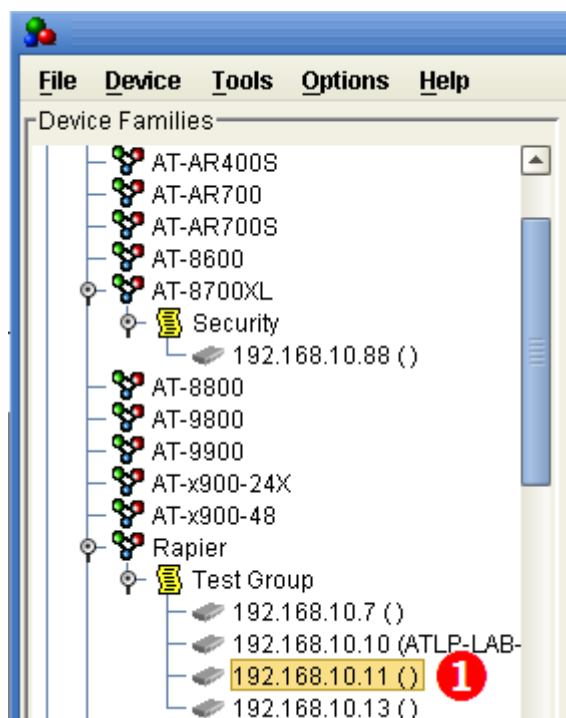 File Device Tools Options Help
Device Families
AT-AR400S
AT-AR700
AT-AR700S
AT-8600
AT-8700XL
Security
192.168.10.88 ()
AT-8800
AT-9800
AT-9900
AT-x900-24X
AT-x900-48
Rapier
Test Group
192.168.10.7 ()
192.168.10.10 (ATLP-LAB-
192.168.10.11 () 1
192.168.10.13 ()